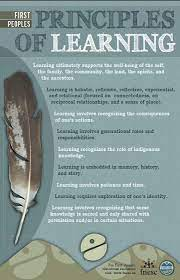 FIRST
PEOPLES
PRINCIPLES
OF LEARNING
Learning ultimately supports the well-being of the self,
the family, the community, the land, the spirits, and the
ancestors.
Learning is holistic, reflexive, reflective, experiential,
and relational (focused on connectedness, on
reciprocal relationships, and a sense of place).
Learning involves recognizing the consequences
of one's actions.
Learning involves generational roles and
responsibilities.
Learning recognizes the role of indigenous
knowledge.
Learning is embedded in memory, history,
and story.
Learning involves patience and time.
Learning requires exploration of one's identity.
Learning involves recognizing that some
knowledge is sacred and only shared with
permission and/or in certain situations.
fnesc